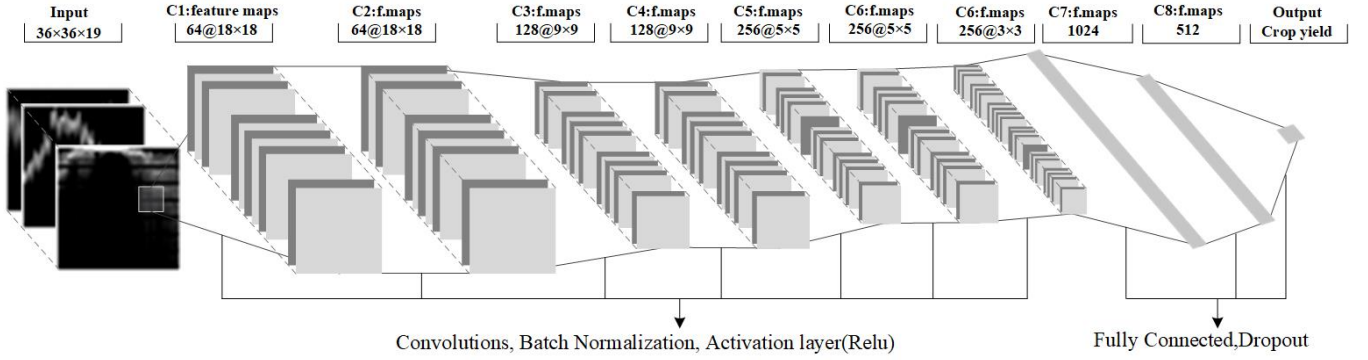 Input
36×36×19
C1:feature maps
64@18×18
C2:f.maps
64@18×18
C3:f.maps
128@9×9
C4:f.maps
128@9×9
C5:f.maps
256@5×5
C6:f.maps
256@5×5
C6:f.maps
256@3×3
C7:f.maps
1024
C8:f.maps
512
Output
Crop yield
Convolutions, Batch Normalization, Activation layer(Relu)
Fully Connected,Dropout